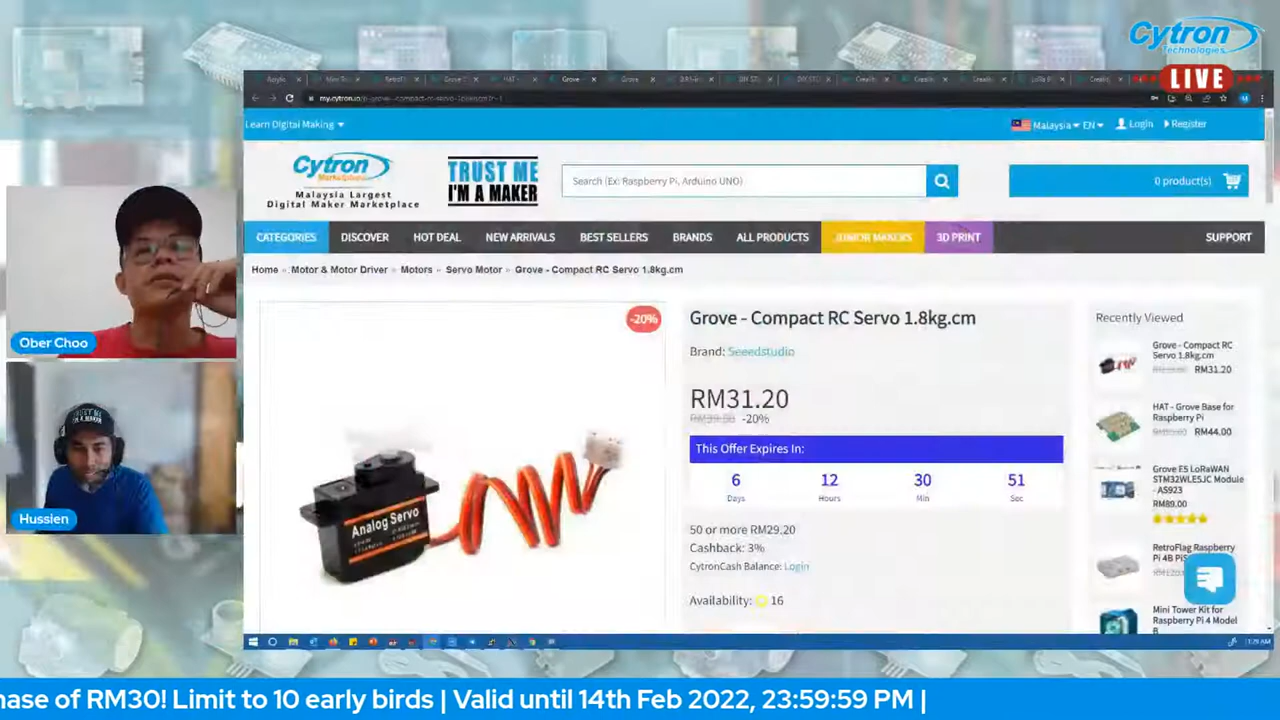 Cytron
Technologies
LIVE
my.cytron.io
Learn Digital Making
Malaysia
EN
Login
Register
Cytron
Marketplace
Malaysia Largest
Digital Maker Marketplace
TRUST ME
I'M A MAKER
Search (Ex: Raspberry Pi, Arduino UNO)
0 product(s)
CATEGORIES
DISCOVER
HOT DEAL
NEW ARRIVALS
BEST SELLERS
BRANDS
ALL PRODUCTS
JUNIOR MAKERS
3D PRINT
SUPPORT
Home » Motor & Motor Driver » Motors » Servo Motor » Grove - Compact RC Servo 1.8kg.cm
-20%
Analog Servo
Grove - Compact RC Servo 1.8kg.cm
Brand: Seeedstudio
RM31.20
RM39.00 -20%
This Offer Expires In:
6 12 30 51
Days Hours Min Sec
50 or more RM29.20
Cashback: 3%
CytronCash Balance: Login
Availability: 16
Recently Viewed
Grove - Compact RC
Servo 1.8kg.cm
RM31.20
HAT - Grove Base for
Raspberry Pi
RM44.00
Grove E5 LoRaWAN
STM32WLE5JC Module
- AS923
RM89.00
RetroFlag Raspberry
Pi 4B
Mini Tower Kit for
Raspberry Pi 4 Model
B
Ober Choo
TRUST ME
I'M A MAKER
Hussien
hase of RM30! Limit to 10 early birds | Valid until 14th Feb 2022, 23:59:59 PM |